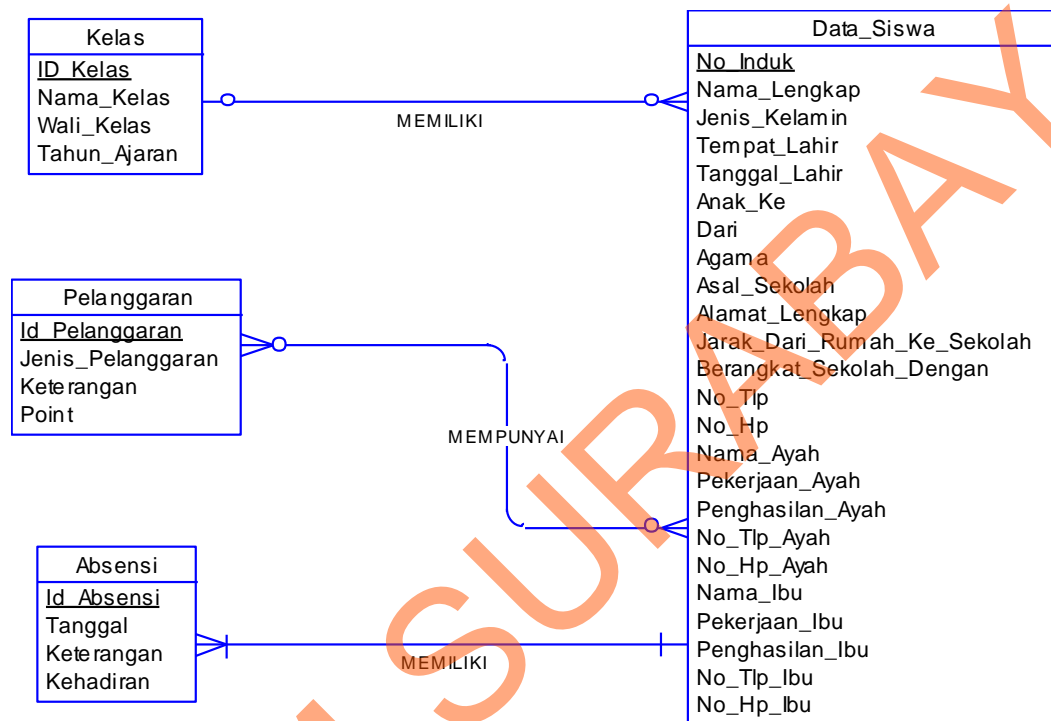 Kelas
ID_Kelas
Nama_Kelas
Wali_Kelas
Tahun_Ajaran
MEMILIKI
Pelanggaran
Id_Pelanggaran
Jenis_Pelanggaran
Keterangan
Point
MEMPUNYAI
Absensi
Id_Absensi
Tanggal
Keterangan
Kehadiran
MEMILIKI
Data_Siswa
No_Induk
Nama_Lengkap
Jenis_Kelamin
Tempat_Lahir
Tanggal_Lahir
Anak_Ke
Dari
Agama
Asal_Sekolah
Alamat_Lengkap
Jarak_Dari_Rumah_Ke_Sekolah
Berangkat_Sekolah_Dengan
No_Tlp
No_Hp
Nama_Ayah
Pekerjaan_Ayah
Penghasilan_Ayah
No_Tlp_Ayah
No_Hp_Ayah
Nama_Ibu
Pekerjaan_Ibu
Penghasilan_Ibu
No_Tlp_Ibu
No_Hp_Ibu
SURABAY